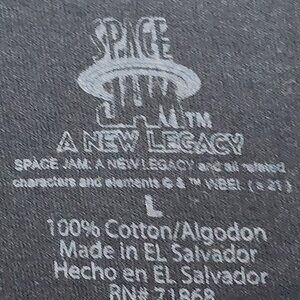 SPACE
JAM™
A NEW LEGACY
SPACE JAM: A NEW LEGACY and all related
characters and elements © & ™ WBEI. (s21)
L
100% Cotton/Algodon
Made in EL Salvador
Hecho en EL Salvador
RN# 71868